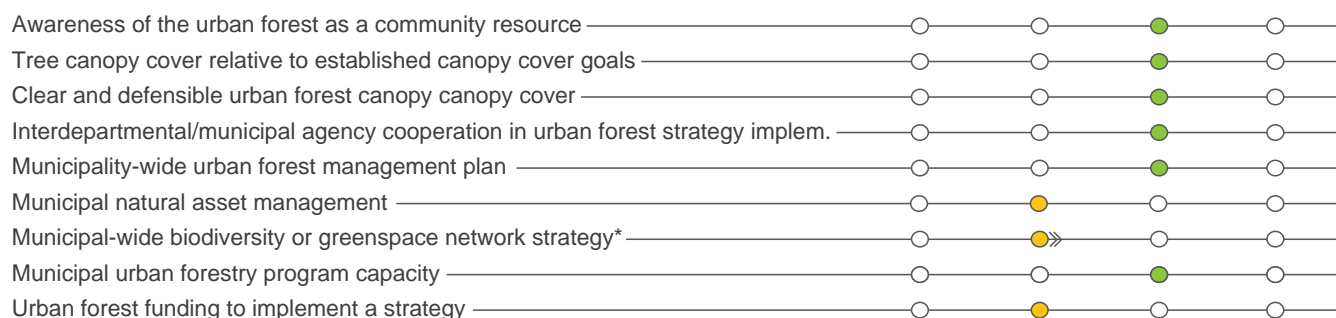 Awareness of the urban forest as a community resource
Tree canopy cover relative to established canopy cover goals
Clear and defensible urban forest canopy canopy cover
Interdepartmental/municipal agency cooperation in urban forest strategy implem.
Municipality-wide urban forest management plan
Municipal natural asset management
Municipal-wide biodiversity or greenspace network strategy*
Municipal urban forestry program capacity
Urban forest funding to implement a strategy